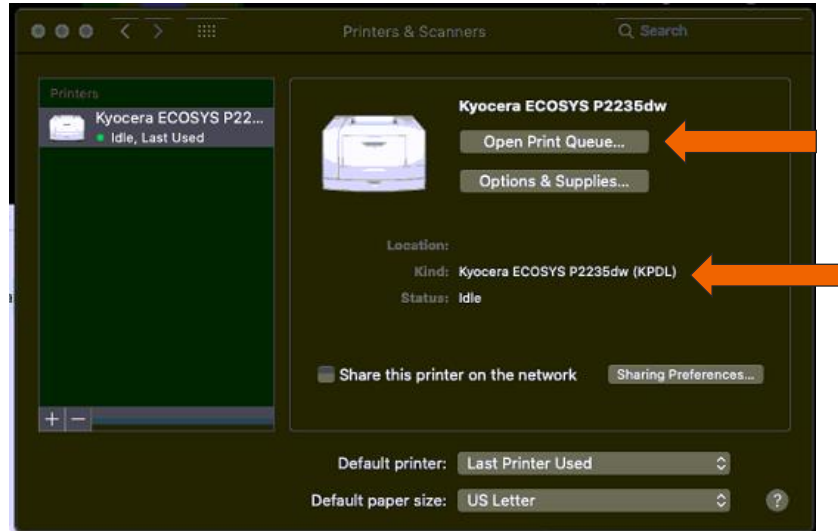 Printers & Scanners
Search
Printers
Kyocera ECOSYS P22...
Idle, Last Used
Kyocera ECOSYS P2235dw
Open Print Queue...
Options & Supplies...
Location:
Kind: Kyocera ECOSYS P2235dw (KPDL)
Status: Idle
Share this printer on the network
Sharing Preferences...
+ −
Default printer: Last Printer Used
Default paper size: US Letter
?